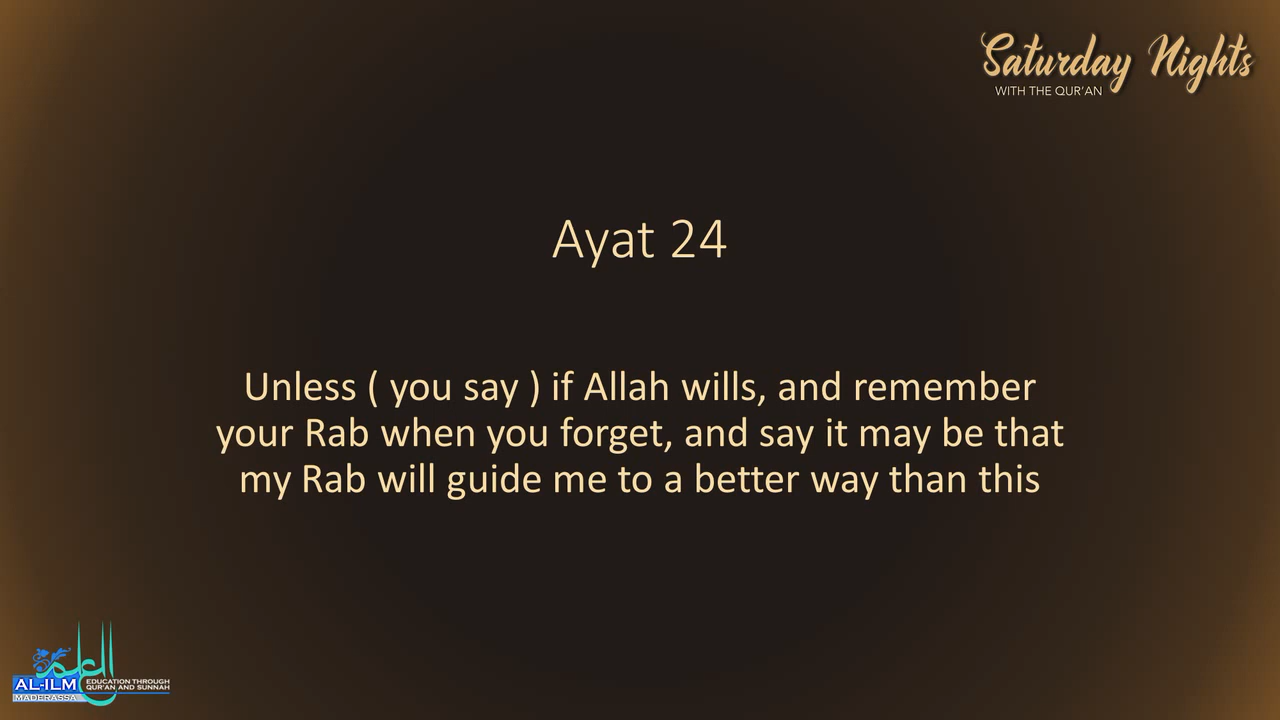 Saturday Nights
WITH THE QUR'AN
Ayat 24
Unless ( you say ) if Allah wills, and remember
your Rab when you forget, and say it may be that
my Rab will guide me to a better way than this
العلم
AL-ILM
MADERASSA
EDUCATION THROUGH
QUR'AN AND SUNNAH